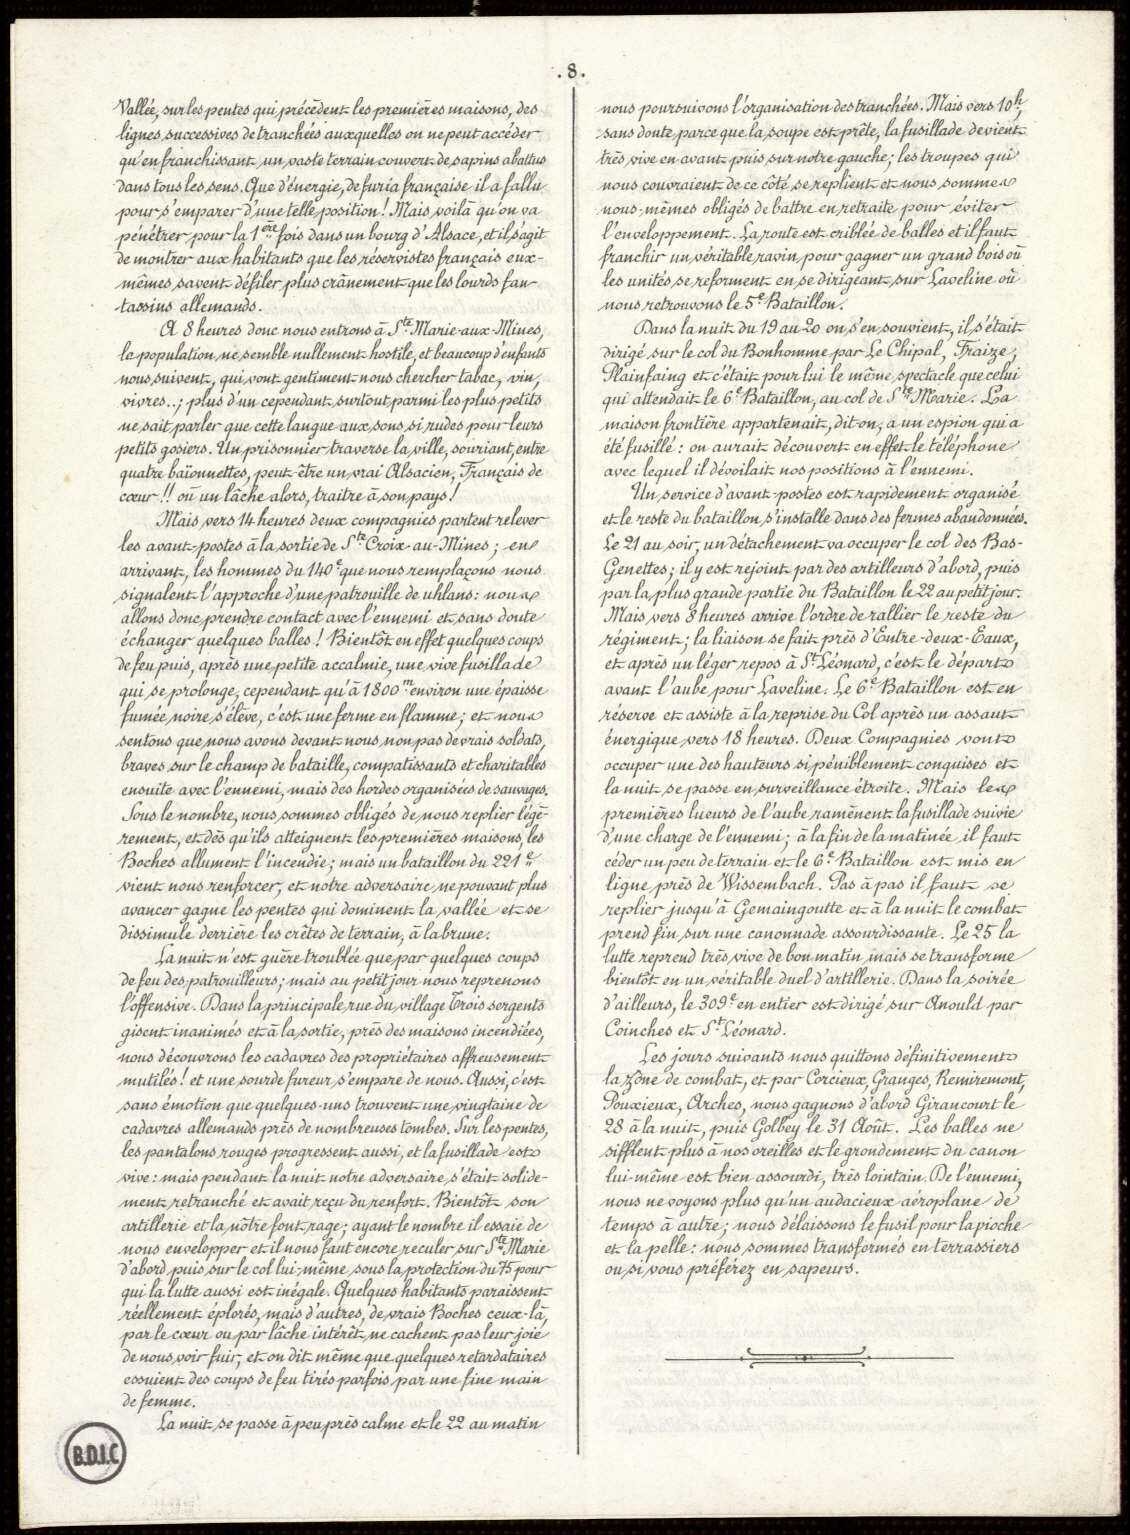 . 8 .
Vallée, sur les pentes qui précèdent les premières maisons, des
lignes successives de tranchées auxquelles on ne peut accéder
qu'en franchissant un vaste terrain couvert de sapins abattus
dans tous les sens. Que d'énergie, de furia française il a fallu
pour s'emparer d'une telle position! Mais voilà qu'on va
pénétrer pour la 1ère fois dans un bourg d'Alsace, et il s'agit
de montrer aux habitants que les réservistes français eux-
mêmes savent défiler plus crânement que les lourds fan-
tassins allemands.
A 8 heures donc nous entrons à Ste Marie-aux-Mines,
la population ne semble nullement hostile, et beaucoup d'enfants
nous suivent, qui vont gentiment nous chercher tabac, vin,
vivres..; plus d'un cependant surtout parmi les plus petits
ne sait parler que cette langue aux sons si rudes pour leurs
petits gosiers. Un prisonnier traverse la ville, souriant, entre
quatre baïonnettes, peut être un vrai Alsacien, Français de
cœur!! ou un lâche alors, traitre à son pays!
Mais vers 14 heures deux compagnies partent relever
les avant-postes à la sortie de Ste Croix-au-Mines; en
arrivant, les hommes du 140e que nous remplaçons nous
signalent l'approche d'une patrouille de uhlans: nous
allons donc prendre contact avec l'ennemi et sans doute
échanger quelques balles! Bientôt en effet quelques coups
de feu puis, après une petite accalmie, une vive fusillade
qui se prolonge, cependant qu'à 1800m environ une épaisse
fumée noire s'élève, c'est une ferme en flamme; et nous
sentons que nous avons devant nous non pas de vrais soldats,
braves sur le champ de bataille, compatissants et charitables
ensuite avec l'ennemi, mais des hordes organisées de sauvages.
Sous le nombre, nous sommes obligés de nous replier légè-
rement, et dès qu'ils atteignent les premières maisons, les
Boches allument l'incendie; mais un bataillon du 221e
vient nous renforcer, et notre adversaire ne pouvant plus
avancer gagne les pentes qui dominent la vallée et se
dissimule derrière les crêtes de terrain, à la brune.
La nuit n'est guère troublée que par quelques coups
de feu des patrouilleurs; mais au petit jour nous reprenons
l'offensive. Dans la principale rue du village Trois sergents
gisent inanimés et à la sortie, près des maisons incendiées,
nous découvrons les cadavres des propriétaires affreusement
mutilés! et une sourde fureur s'empare de nous. Aussi, c'est
sans émotion que quelques-uns trouvent une vingtaine de
cadavres allemands près de nombreuses tombes. Sur les pentes,
les pantalons rouges progressent aussi, et la fusillade est
vive: mais pendant la nuit notre adversaire s'était solide-
ment retranché et avait reçu du renfort. Bientôt son
artillerie et la nôtre font rage; ayant le nombre il essaie de
nous envelopper et il nous faut encore reculer sur Ste Marie
d'abord, puis sur le col lui-même sous la protection du 75 pour
qui la lutte aussi est inégale. Quelques habitants paraissent
réellement éplorés, mais d'autres, de vrais Boches ceux-là,
par le cœur ou par lâche intérêt ne cachent pas leur joie
de nous voir fuir, et on dit même que quelques retardataires
essuient des coups de feu tirés parfois par une fine main
de femme.
La nuit se passe à peu près calme et le 22 au matin
nous poursuivons l'organisation des tranchées. Mais vers 10h,
sans doute parce que la soupe est prête, la fusillade devient
très vive en avant puis sur notre gauche; les troupes qui
nous couvraient de ce côté se replient et nous sommes
nous-mêmes obligés de battre en retraite pour éviter
l'enveloppement. La route est criblée de balles et il faut
franchir un véritable ravin pour gagner un grand bois où
les unités se reforment en se dirigeant sur Laveline où
nous retrouvons le 5e Bataillon.
Dans la nuit du 19 au 20 on s'en souvient, il s'était
dirigé sur le col du Bonhomme par Le Chipal, Fraize,
Plainfaing et c'était pour lui le même spectacle que celui
qui attendait le 6e Bataillon, au col de Ste Marie. La
maison frontière appartenait, dit-on, à un espion qui a
été fusillé: on aurait découvert en effet le téléphone
avec lequel il dévoilait nos positions à l'ennemi.
Un service d'avant-postes est rapidement organisé
et le reste du bataillon s'installe dans des fermes abandonnées.
Le 21 au soir, un détachement va occuper le col des Bas-
Genettes; il y est rejoint par des artilleurs d'abord, puis
par la plus grande partie du Bataillon le 22 au petit jour.
Mais vers 8 heures arrive l'ordre de rallier le reste du
régiment; la liaison se fait près d'Entre-deux-Eaux,
et après un léger repos à St Léonard, c'est le départ
avant l'aube pour Laveline. Le 6e Bataillon est en
réserve et assiste à la reprise du Col après un assaut
énergique vers 18 heures. Deux Compagnies vont
occuper une des hauteurs si péniblement conquises et
la nuit se passe en surveillance étroite. Mais les
premières lueurs de l'aube ramènent la fusillade suivie
d'une charge de l'ennemi; à la fin de la matinée il faut
céder un peu de terrain et le 6e Bataillon est mis en
ligne près de Wissembach. Pas à pas il faut se
replier jusqu'à Gemaingoutte et à la nuit le combat
prend fin sur une canonnade assourdissante. Le 25 la
lutte reprend très vive de bon matin, mais se transforme
bientôt en un véritable duel d'artillerie. Dans la soirée
d'ailleurs, le 309e en entier est dirigé sur Anould par
Coinches et St Léonard.
Les jours suivants nous quittons définitivement
la zône de combat, et par Corcieux, Granges, Remiremont,
Pouxieux, Arches, nous gagnons d'abord Girancourt le
28 à la nuit, puis Golbey le 31 Août. Les balles ne
sifflent plus à nos oreilles et le grondement du canon
lui-même est bien assourdi, très lointain. De l'ennemi,
nous ne voyons plus qu'un audacieux aéroplane de
temps à autre; nous délaissons le fusil pour la pioche
et la pelle: nous sommes transformés en terrassiers
ou si vous préférez en sapeurs.
B.D.I.C